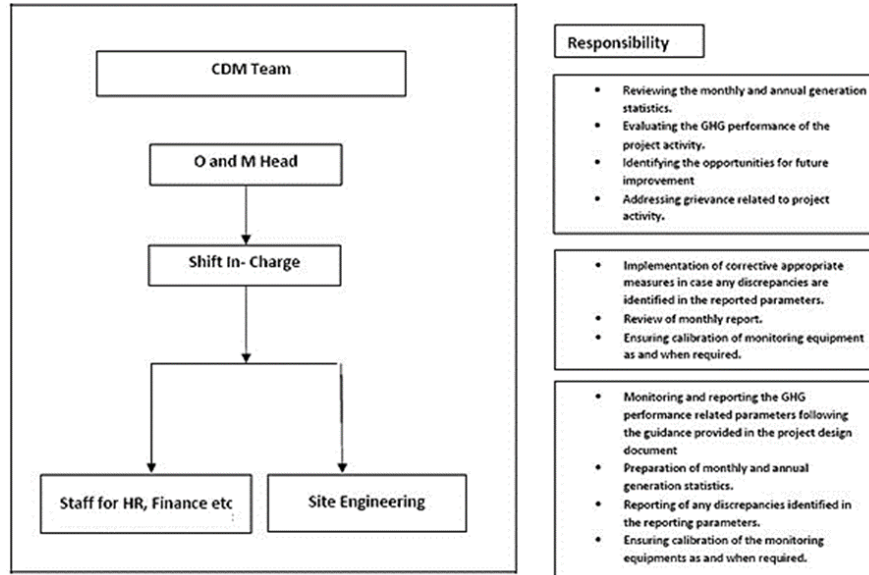 CDM Team
O and M Head
Shift In- Charge
Staff for HR, Finance etc
Site Engineering
Responsibility
• Reviewing the monthly and annual generation
statistics.
• Evaluating the GHG performance of the
project activity.
• Identifying the opportunities for future
improvement
• Addressing grievance related to project
activity.
• Implementation of corrective appropriate
measures in case any discrepancies are
identified in the reported parameters.
• Review of monthly report.
• Ensuring calibration of monitoring equipment
as and when required.
• Monitoring and reporting the GHG
performance related parameters following
the guidance provided in the project design
document
• Preparation of monthly and annual
generation statistics.
• Reporting of any discrepancies identified in
the reporting parameters.
• Ensuring calibration of the monitoring
equipments as and when required.